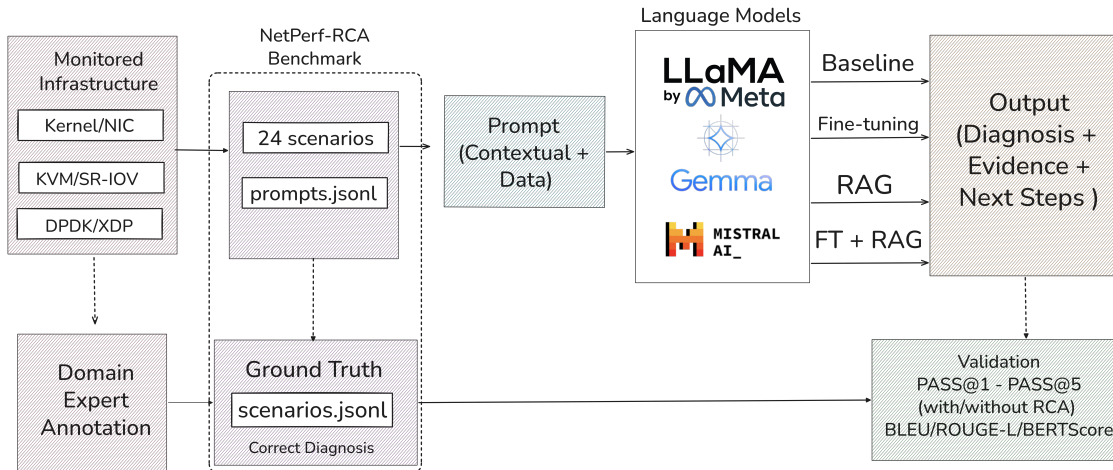 Monitored
Infrastructure
Kernel/NIC
KVM/SR-IOV
DPDK/XDP
NetPerf-RCA
Benchmark
24 scenarios
prompts.jsonl
Prompt
(Contextual +
Data)
Language Models
LLaMA
by Meta
Gemma
MISTRAL
AI_
Baseline
Fine-tuning
RAG
FT + RAG
Output
(Diagnosis +
Evidence +
Next Steps )
Domain
Expert
Annotation
Ground Truth
scenarios.jsonl
Correct Diagnosis
Validation
PASS@1 - PASS@5
(with/without RCA)
BLEU/ROUGE-L/BERTScore